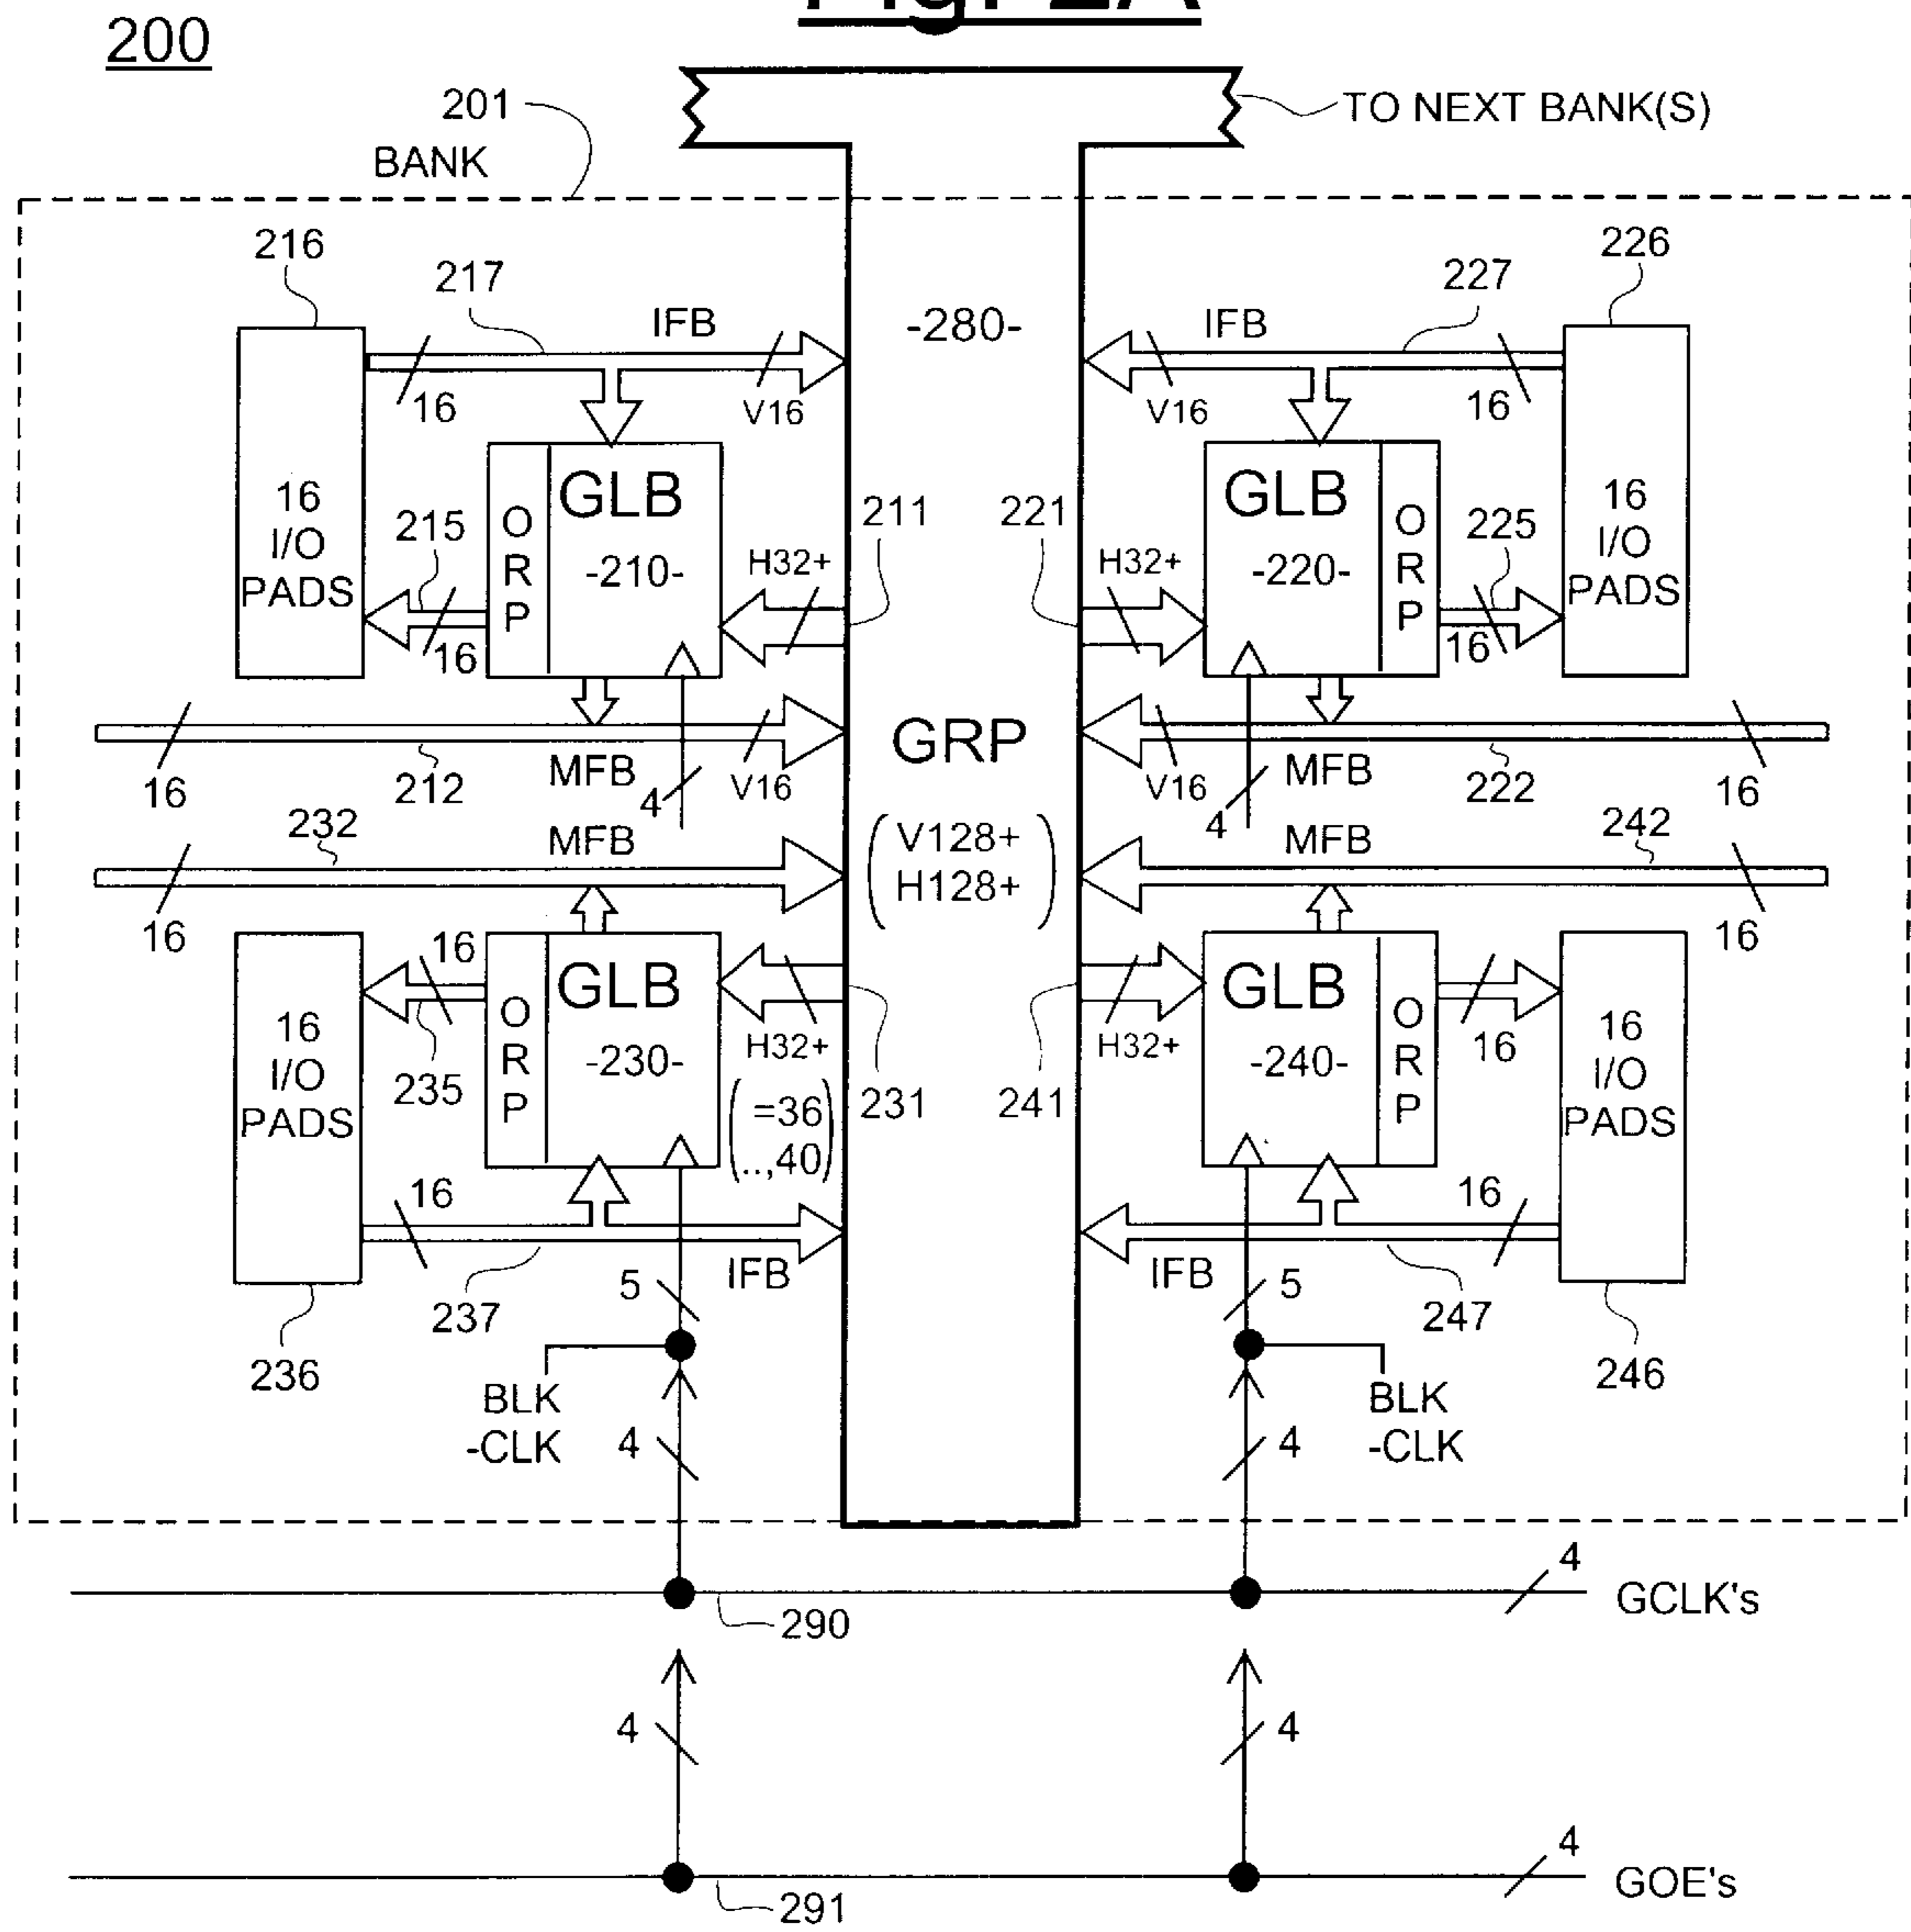 200
201
BANK
TO NEXT BANK(S)
216
217
IFB
-280-
IFB
227
226
16
V16
V16
16
16
I/O
PADS
215
16
O
R
P
GLB
-210-
H32+
211
221
H32+
GLB
-220-
O
R
P
225
16
16
I/O
PADS
16
212
MFB
4
V16
GRP
V16
4
MFB
222
16
232
MFB
(V128+
H128+)
MFB
242
16
16
16
I/O
PADS
16
235
O
R
P
GLB
-230-
H32+
(=36
..,40)
231
241
H32+
GLB
-240-
O
R
P
16
16
I/O
PADS
16
237
5
IFB
IFB
5
16
247
236
BLK
-CLK
4
4
BLK
-CLK
246
290
4
GCLK's
4
4
291
4
GOE's